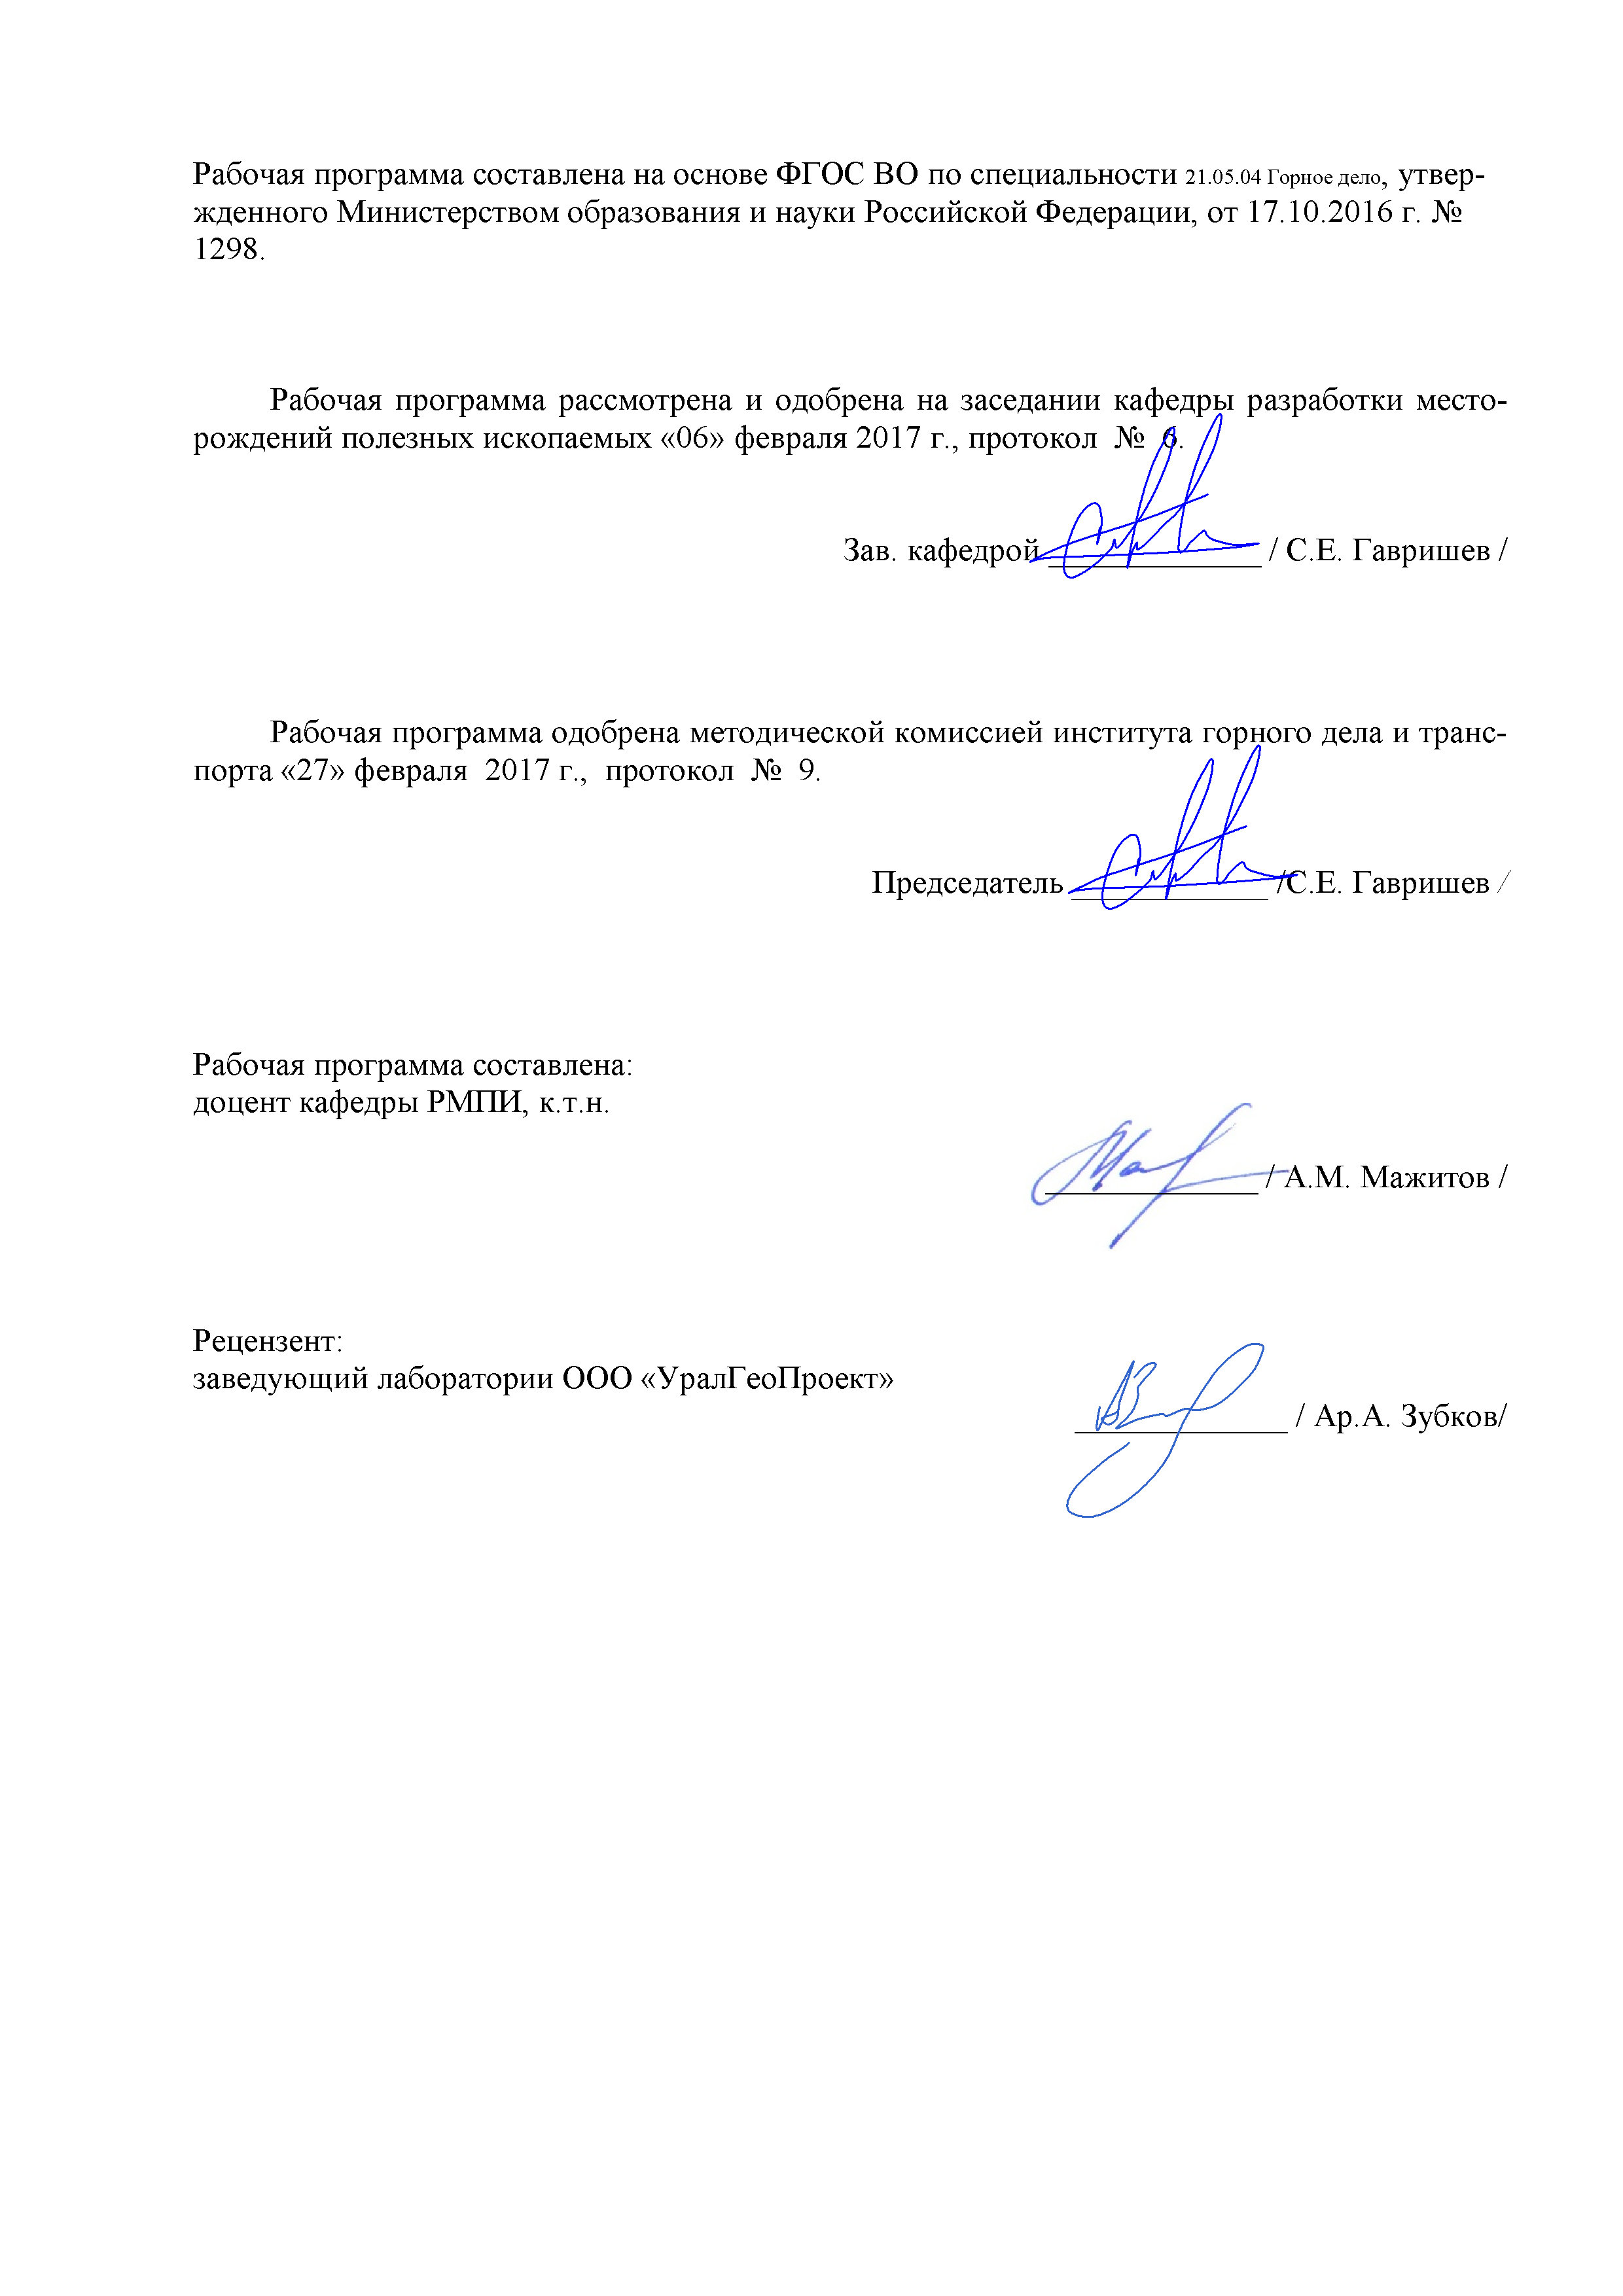 Рабочая программа составлена на основе ФГОС ВО по специальности 21.05.04 Горное дело, утвер-
жденного Министерством образования и науки Российской Федерации, от 17.10.2016 г. №
1298.
Рабочая программа рассмотрена и одобрена на заседании кафедры разработки место-
рождений полезных ископаемых «06» февраля 2017 г., протокол № 6.
Зав. кафедрой ______________ / С.Е. Гавришев /
Рабочая программа одобрена методической комиссией института горного дела и транс-
порта «27» февраля 2017 г., протокол № 9.
Председатель ______________ /С.Е. Гавришев /
Рабочая программа составлена:
доцент кафедры РМПИ, к.т.н.
______________ / А.М. Мажитов /
Рецензент:
заведующий лаборатории ООО «УралГеоПроект»
______________ / Ар.А. Зубков/